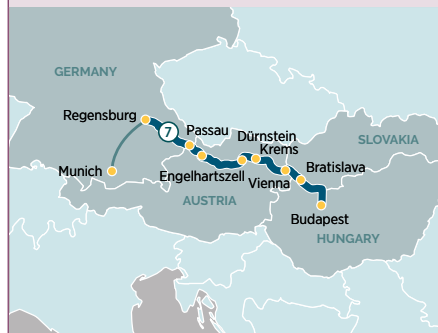 GERMANY
Regensburg
7
Passau
Dürnstein
Krems
SLOVAKIA
Munich
Engelhartszell
Vienna
Bratislava
AUSTRIA
Budapest
HUNGARY